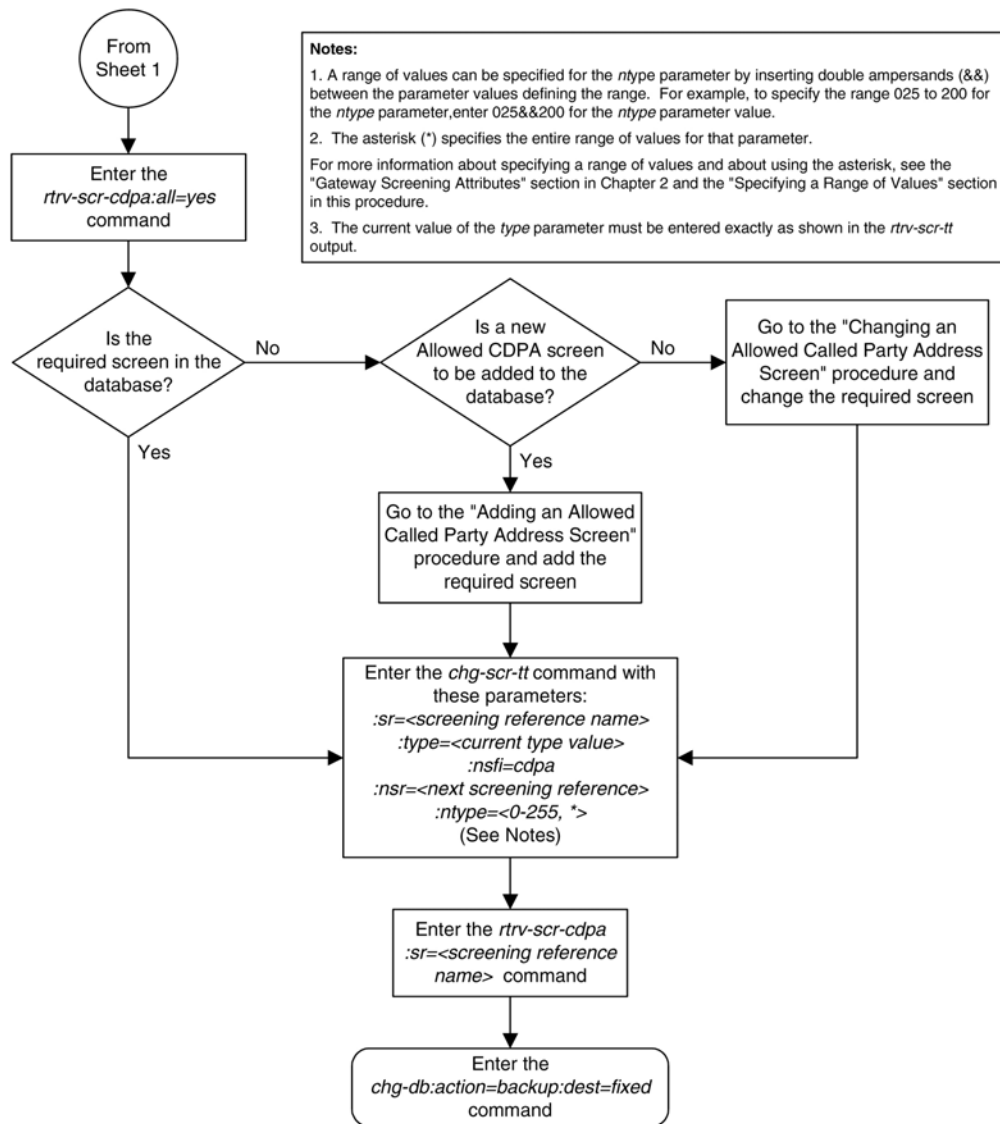 From
Sheet 1
Notes:
1. A range of values can be specified for the ntype parameter by inserting double ampersands (&&)
between the parameter values defining the range. For example, to specify the range 025 to 200 for
the ntype parameter,enter 025&&200 for the ntype parameter value.
2. The asterisk (*) specifies the entire range of values for that parameter.
For more information about specifying a range of values and about using the asterisk, see the
"Gateway Screening Attributes" section in Chapter 2 and the "Specifying a Range of Values" section
in this procedure.
3. The current value of the type parameter must be entered exactly as shown in the rtrv-scr-tt
output.
Enter the
rtrv-scr-cdpa:all=yes
command
Is the
required screen in the
database?
No
Yes
Is a new
Allowed CDPA screen
to be added to the
database?
No
Yes
Go to the "Changing an
Allowed Called Party Address
Screen" procedure and
change the required screen
Go to the "Adding an Allowed
Called Party Address Screen"
procedure and add the
required screen
Enter the chg-scr-tt command with
these parameters:
:sr=<screening reference name>
:type=<current type value>
:nsfi=cdpa
:nsr=<next screening reference>
:ntype=<0-255, *>
(See Notes)
Enter the rtrv-scr-cdpa
:sr=<screening reference
name> command
Enter the
chg-db:action=backup:dest=fixed
command